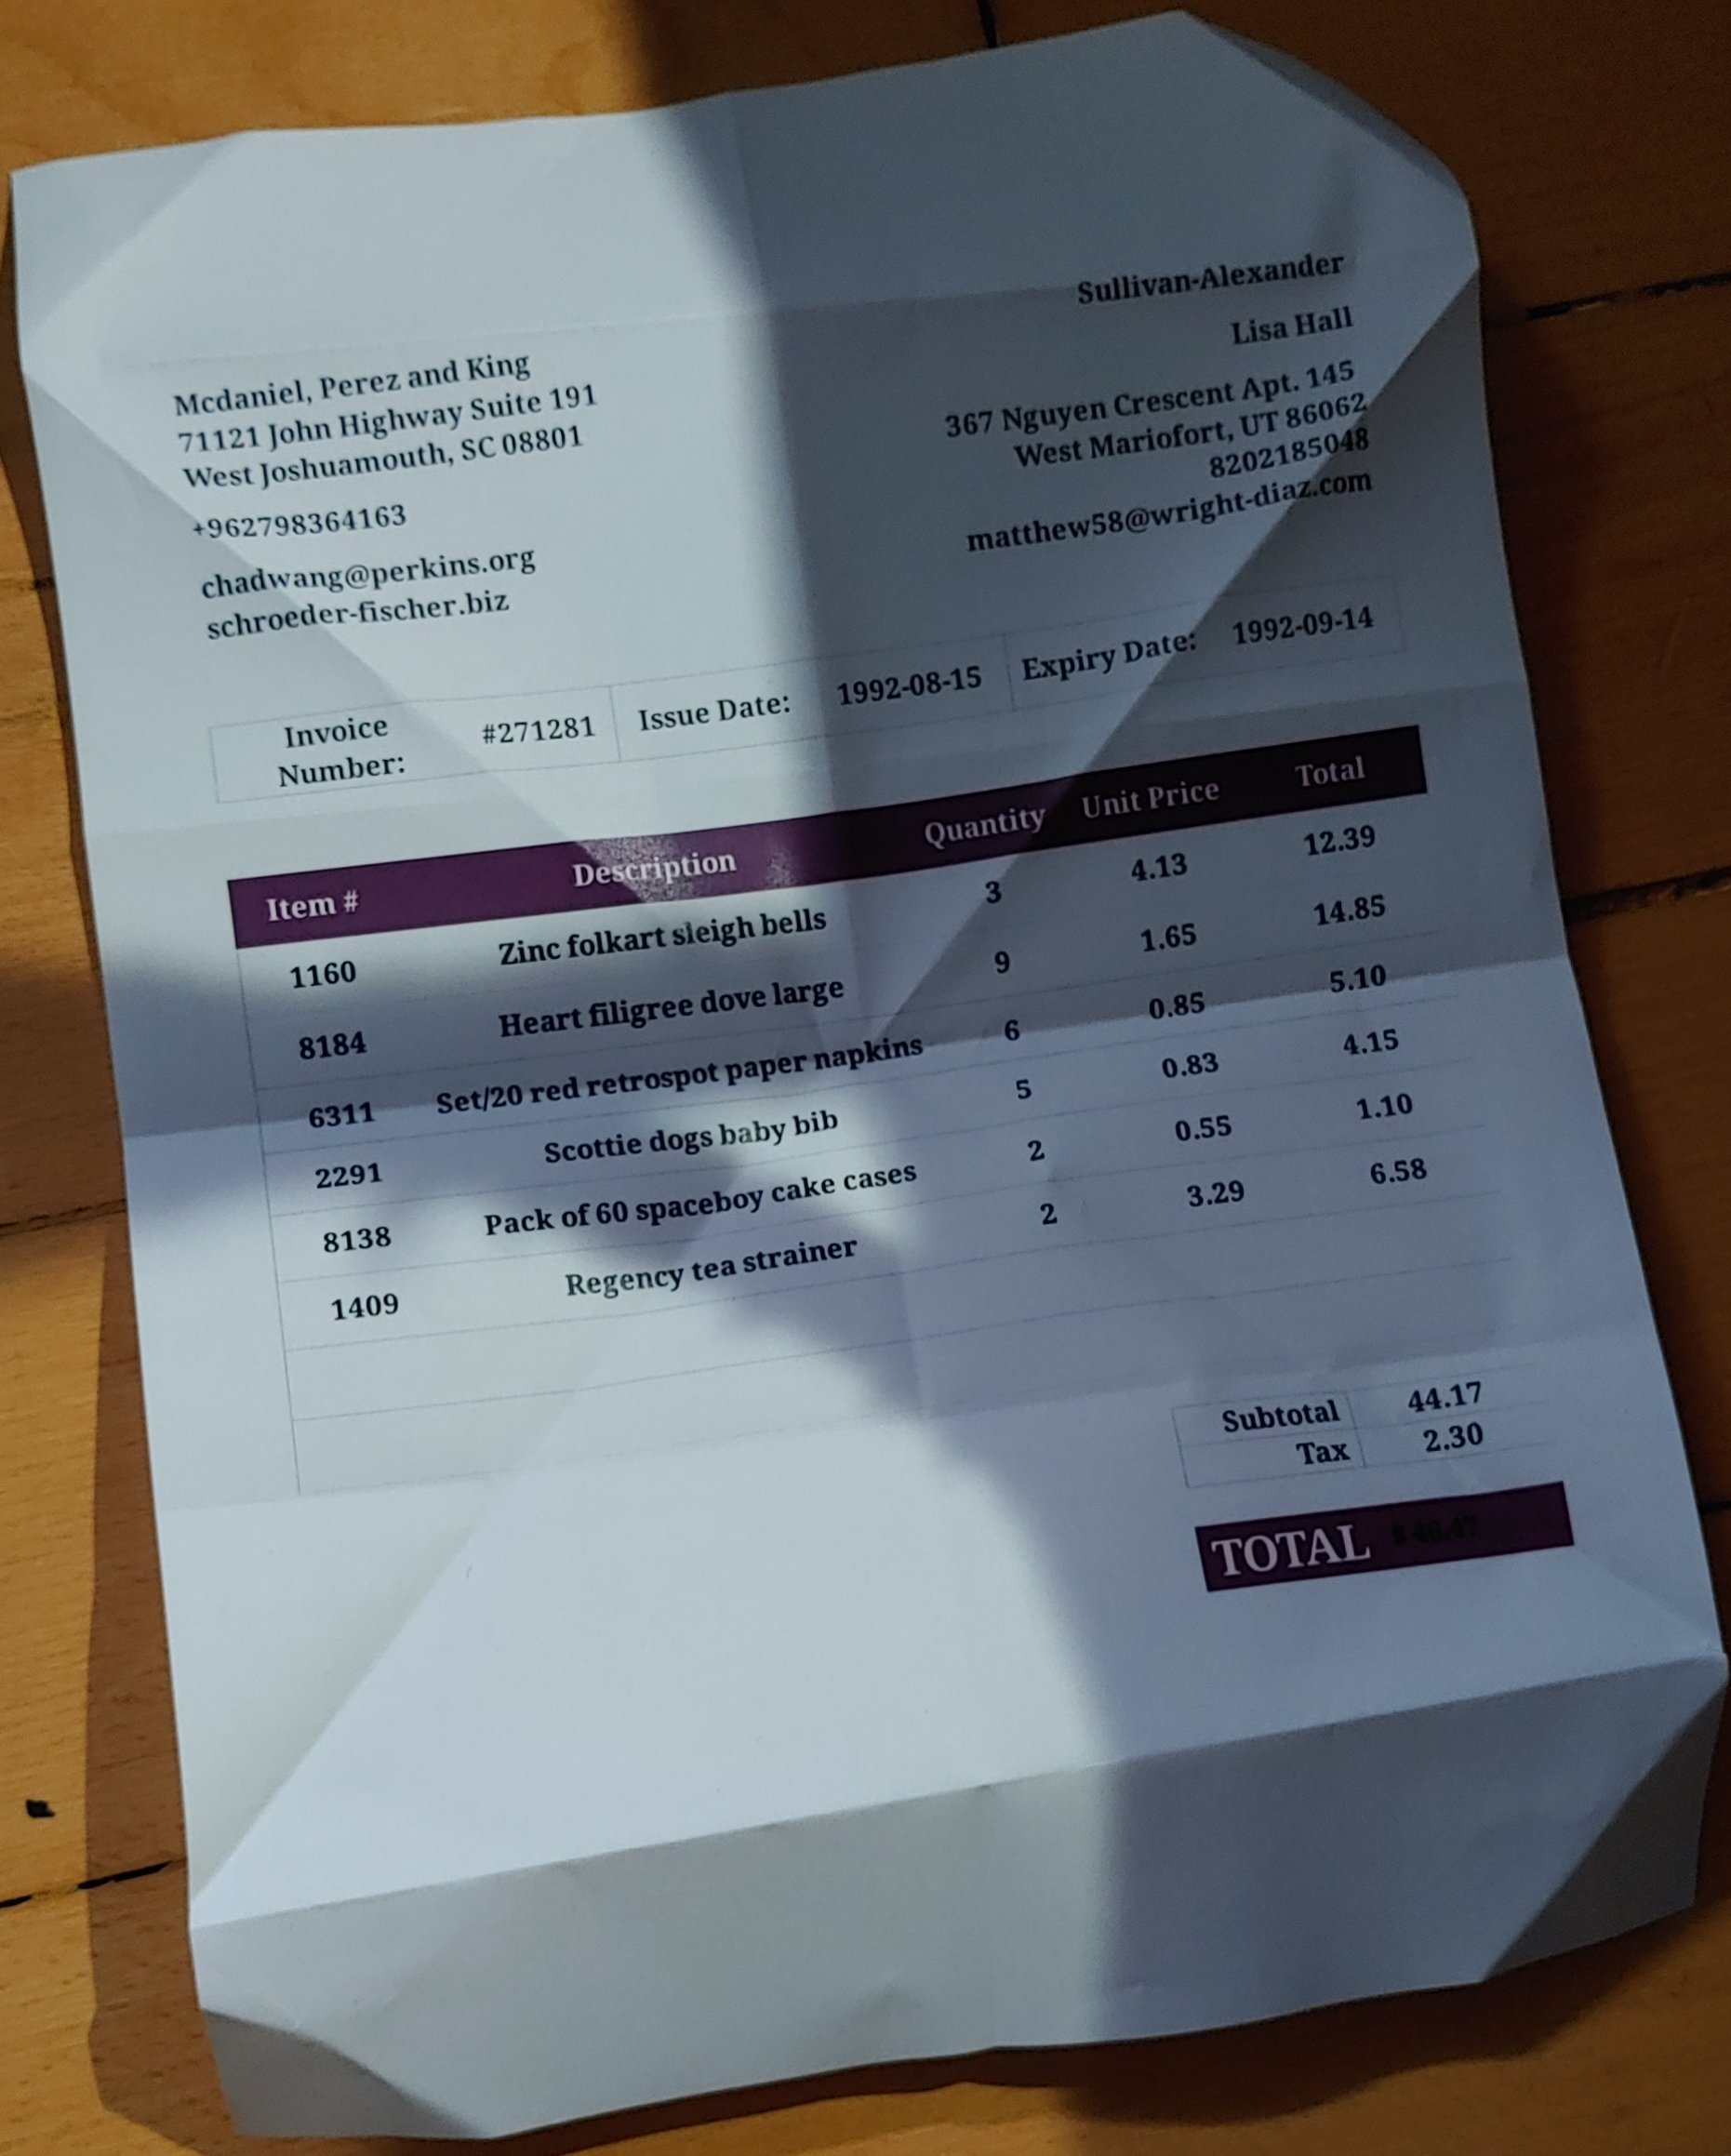 Sullivan-Alexander
Lisa Hall
367 Nguyen Crescent Apt. 145
West Mariofort, UT 86062
8202185048
matthew58@wright-diaz.com
Mcdaniel, Perez and King
71121 John Highway Suite 191
West Joshuamouth, SC 08801
+962798364163
chadwang@perkins.org
schroeder-fischer.biz
Invoice Number: #271281 Issue Date: 1992-08-15 Expiry Date: 1992-09-14
Item # Description Quantity Unit Price Total
1160 Zinc folkart sleigh bells 3 4.13 12.39
8184 Heart filigree dove large 9 1.65 14.85
6311 Set/20 red retrospot paper napkins 6 0.85 5.10
2291 Scottie dogs baby bib 5 0.83 4.15
8138 Pack of 60 spaceboy cake cases 2 0.55 1.10
1409 Regency tea strainer 2 3.29 6.58
Subtotal 44.17
Tax 2.30
TOTAL $ 46.47